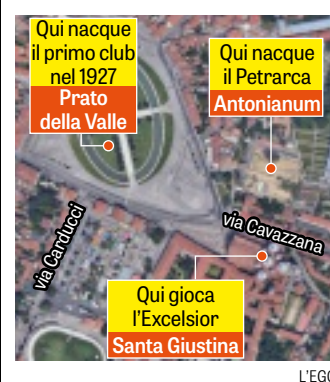 Qui nacque
il primo club
nel 1927
Prato
della Valle
Qui nacque
il Petrarca
Antonianum
via Carducci
via Cavazzana
Qui gioca
l'Excelsior
Santa Giustina
L'EGO